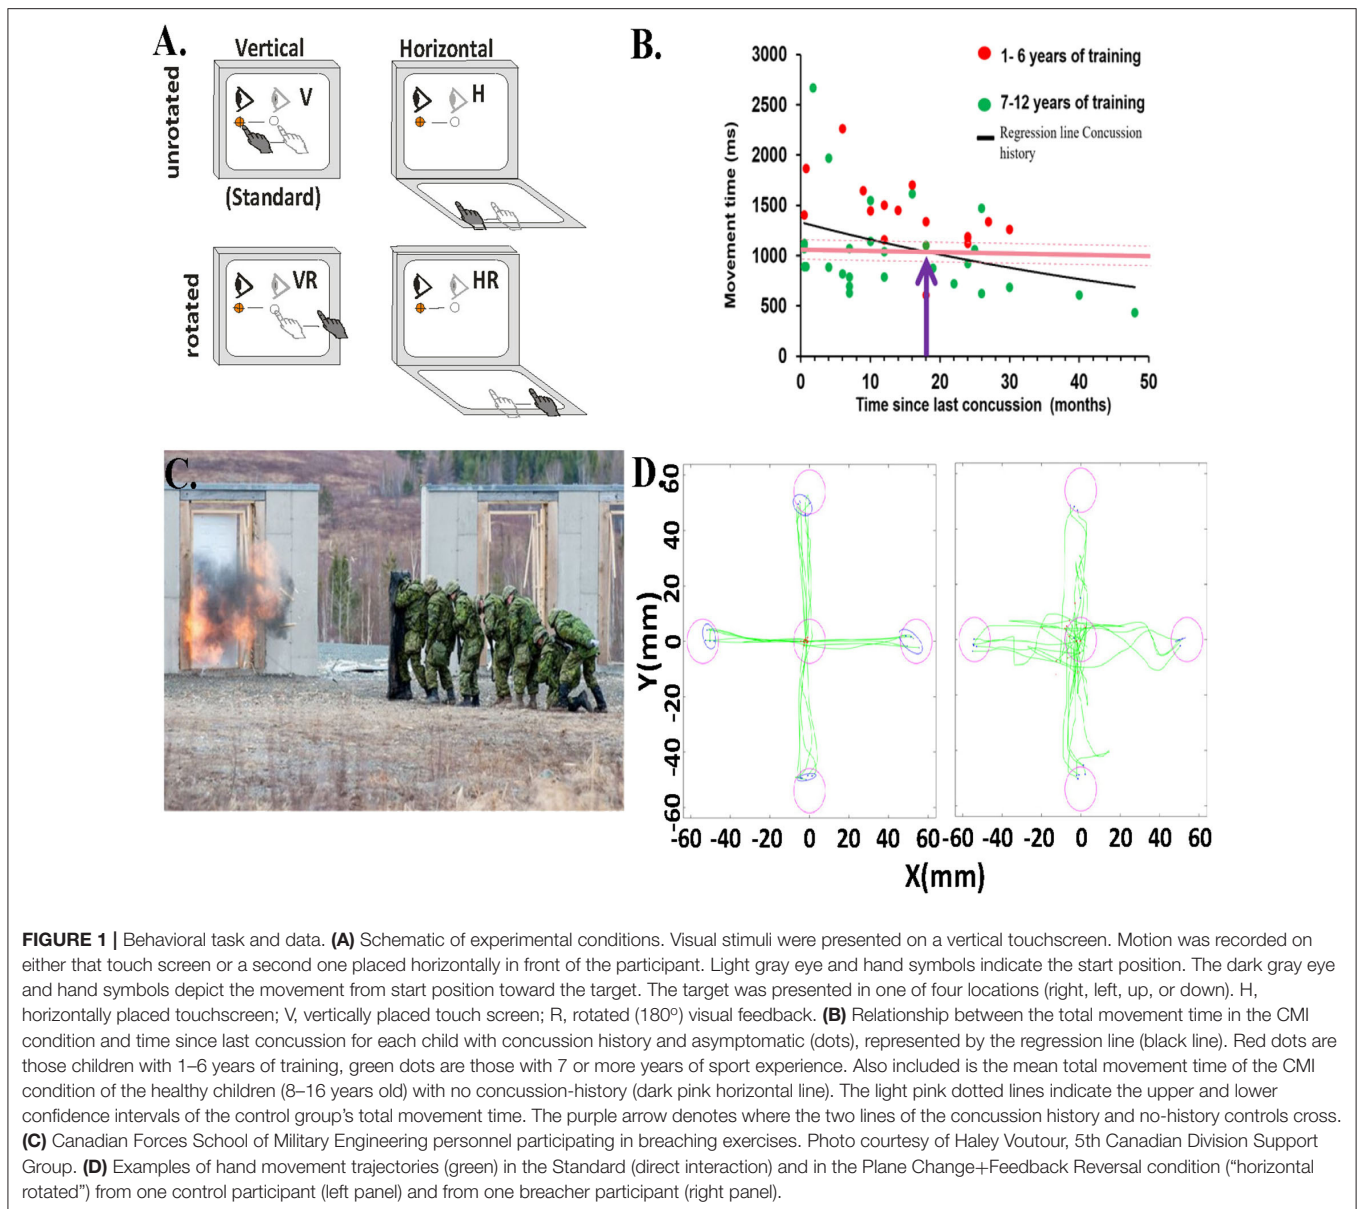 A.
Vertical
Horizontal
unrotated
V
H
(Standard)
rotated
VR
HR
B.
Movement time (ms)
3000
2500
2000
1500
1000
500
0
1- 6 years of training
7-12 years of training
Regression line Concussion
history
0 10 20 30 40 50
Time since last concussion (months)
C.
D.
Y(mm)
60
40
20
0
-20
-40
-60
-60 -40 -20 0 20 40 60
-60 -40 -20 0 20 40 60
X(mm)
FIGURE 1 | Behavioral task and data. (A) Schematic of experimental conditions. Visual stimuli were presented on a vertical touchscreen. Motion was recorded on
either that touch screen or a second one placed horizontally in front of the participant. Light gray eye and hand symbols indicate the start position. The dark gray eye
and hand symbols depict the movement from start position toward the target. The target was presented in one of four locations (right, left, up, or down). H,
horizontally placed touchscreen; V, vertically placed touch screen; R, rotated (180°) visual feedback. (B) Relationship between the total movement time in the CMI
condition and time since last concussion for each child with concussion history and asymptomatic (dots), represented by the regression line (black line). Red dots are
those children with 1–6 years of training, green dots are those with 7 or more years of sport experience. Also included is the mean total movement time of the CMI
condition of the healthy children (8–16 years old) with no concussion-history (dark pink horizontal line). The light pink dotted lines indicate the upper and lower
confidence intervals of the control group's total movement time. The purple arrow denotes where the two lines of the concussion history and no-history controls cross.
(C) Canadian Forces School of Military Engineering personnel participating in breaching exercises. Photo courtesy of Haley Voutour, 5th Canadian Division Support
Group. (D) Examples of hand movement trajectories (green) in the Standard (direct interaction) and in the Plane Change+Feedback Reversal condition ("horizontal
rotated") from one control participant (left panel) and from one breacher participant (right panel).